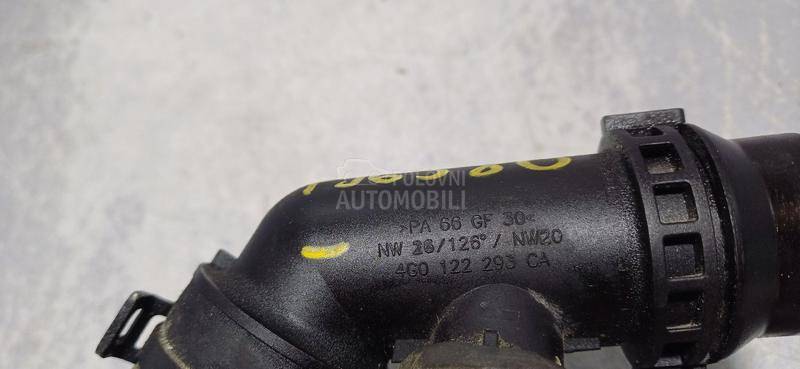 POLOVNI
AUTOMOBILI
>PA 66 GF 30<
NW 26/126°/ NW20
4G0 122 293 CA